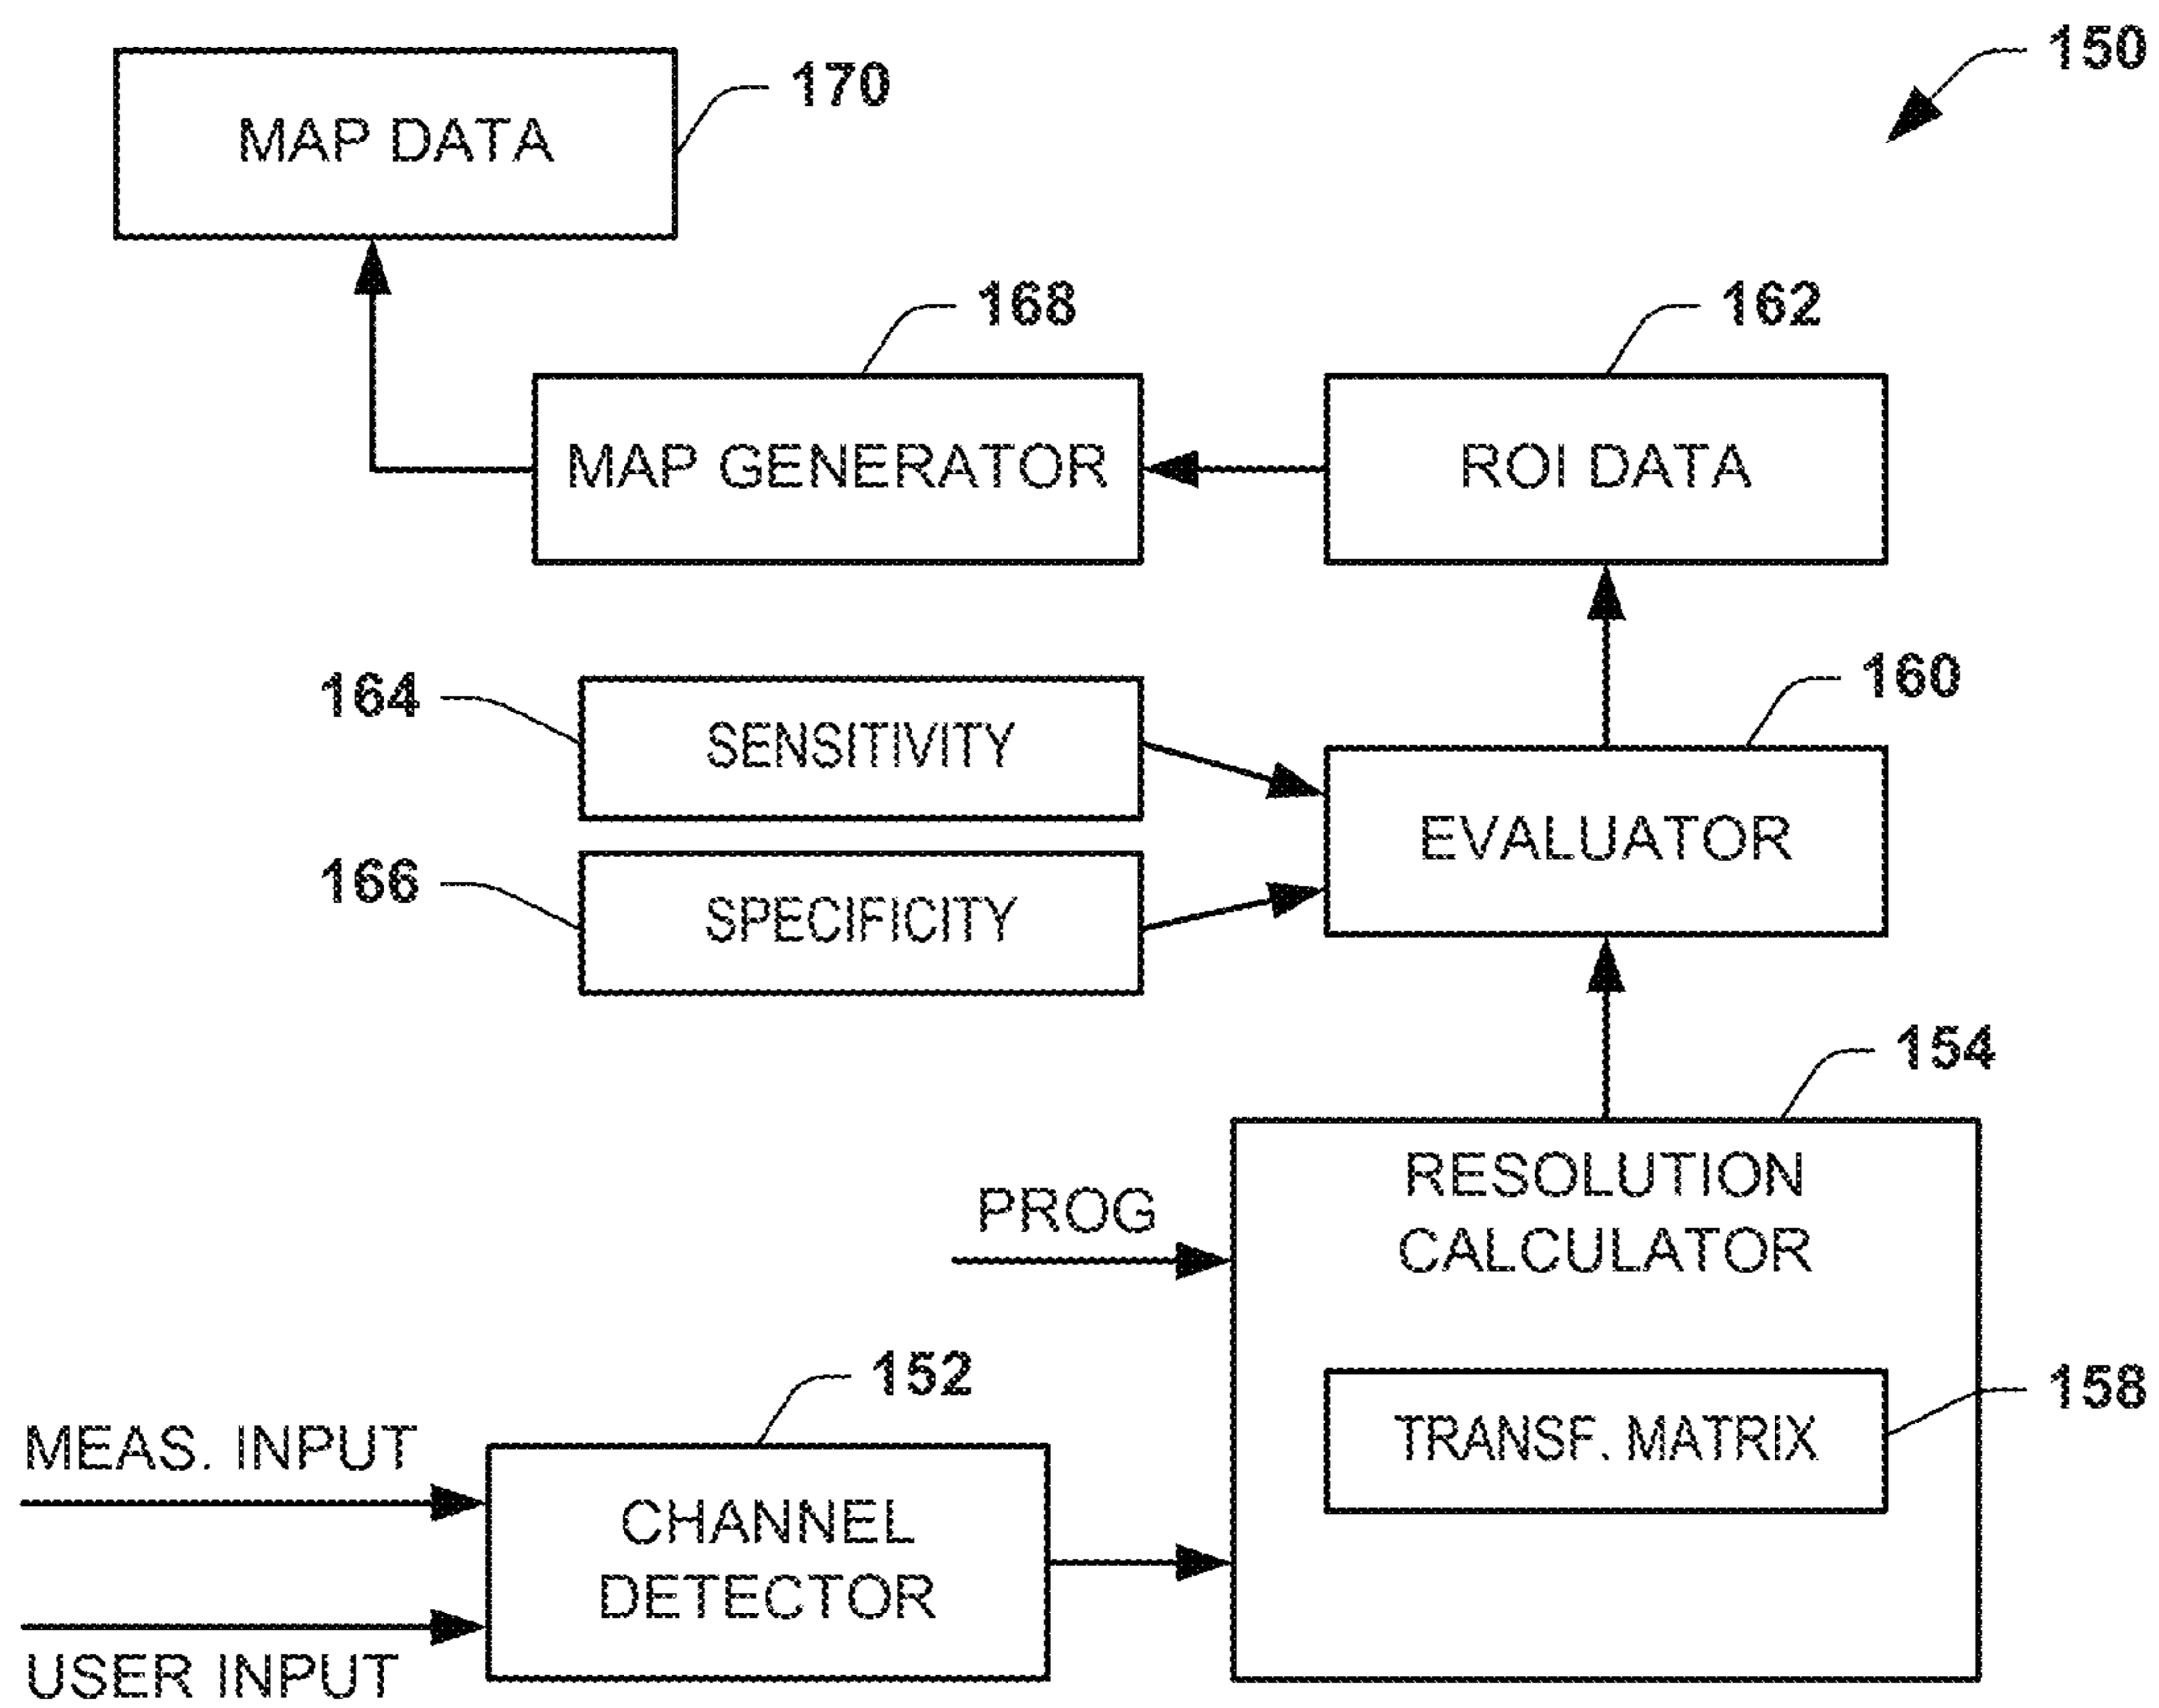 150
170
MAP DATA
168
162
MAP GENERATOR
ROI DATA
164
SENSITIVITY
160
EVALUATOR
166
SPECIFICITY
154
RESOLUTION
CALCULATOR
PROG
152
158
TRANSF. MATRIX
MEAS. INPUT
CHANNEL
DETECTOR
USER INPUT